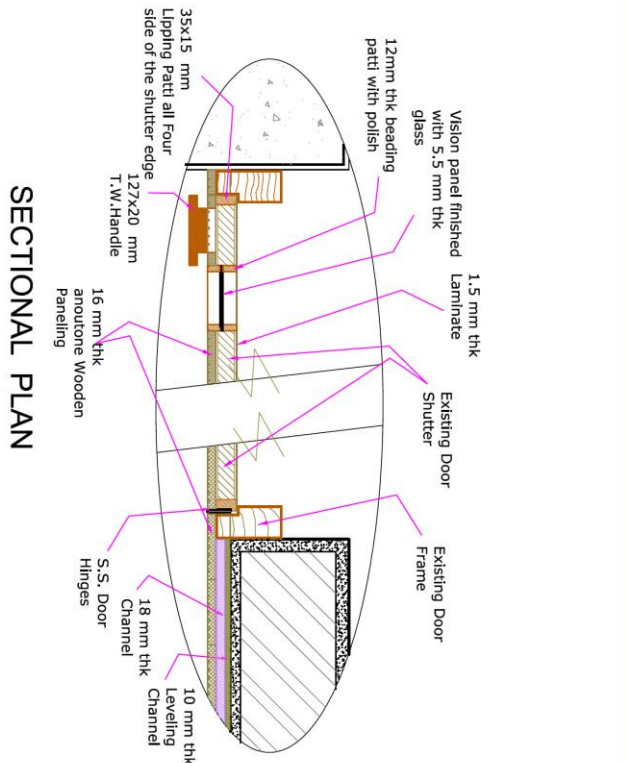 35x15 mm
Lipping Patti all Four
side of the shutter edge
12mm thk beading
patti with polish
Vision panel finished
with 5.5 mm thk
glass
1.5 mm thk
Laminate
Existing Door
Shutter
Existing Door
Frame
127x20 mm
T.W.Handle
16 mm thk
anoutone Wooden
Paneling
S.S. Door
Hinges
18 mm thk
Channel
10 mm thk
Leveling
Channel
SECTIONAL PLAN